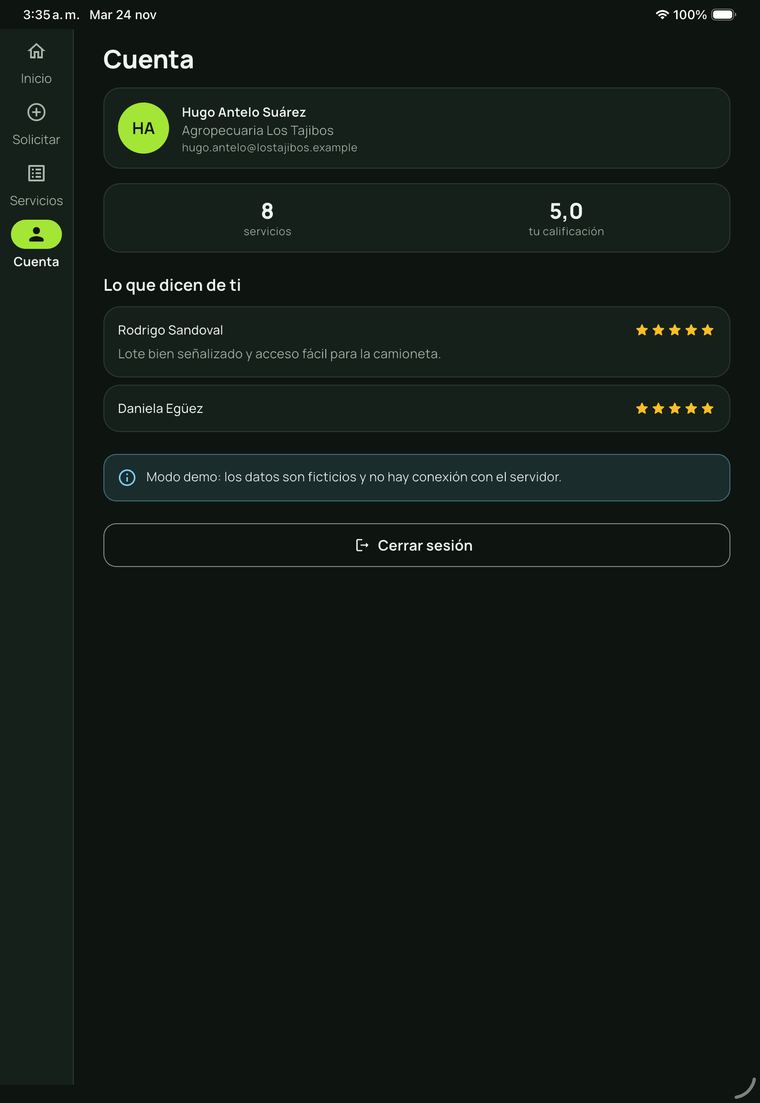 3:35 a. m. Mar 24 nov
100%
Inicio
Solicitar
Servicios
Cuenta
Cuenta
HA
Hugo Antelo Suárez
Agropecuaria Los Tajibos
hugo.antelo@lostajibos.example
8
servicios
5,0
tu calificación
Lo que dicen de ti
Rodrigo Sandoval
Lote bien señalizado y acceso fácil para la camioneta.
Daniela Egüez
Modo demo: los datos son ficticios y no hay conexión con el servidor.
Cerrar sesión